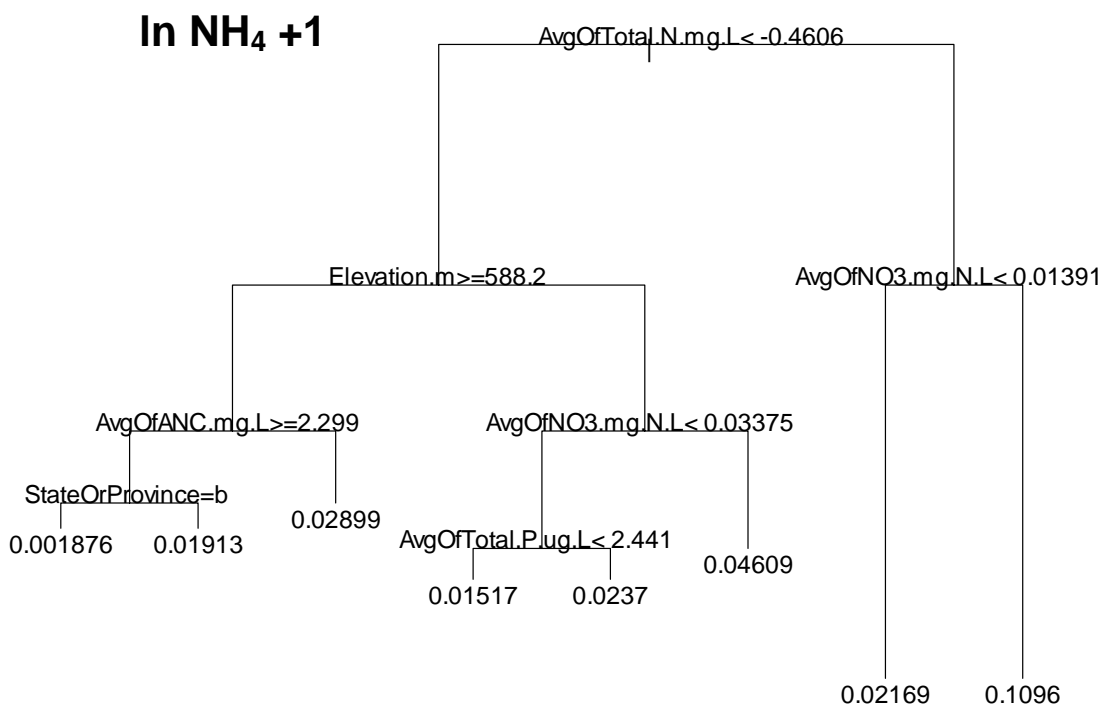 ln NH₄ +1
AvgOfTotal.N.mg.L< -0.4606
Elevation.m>=588.2
AvgOfNO3.mg.N.L< 0.01391
AvgOfANC.mg.L>=2.299
AvgOfNO3.mg.N.L< 0.03375
StateOrProvince=b
0.001876
0.01913
0.02899
AvgOfTotal.P.ug.L< 2.441
0.01517
0.0237
0.04609
0.02169
0.1096